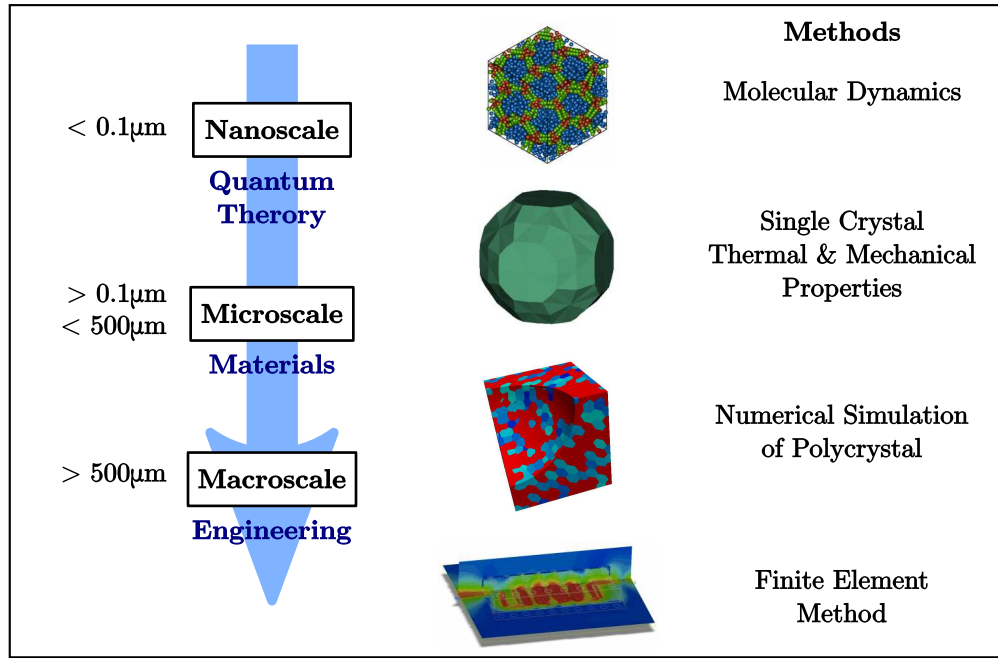 Methods
Molecular Dynamics
< 0.1µm
Nanoscale
Quantum
Therory
Single Crystal
Thermal & Mechanical
Properties
> 0.1µm
< 500µm
Microscale
Materials
Numerical Simulation
of Polycrystal
> 500µm
Macroscale
Engineering
Finite Element
Method